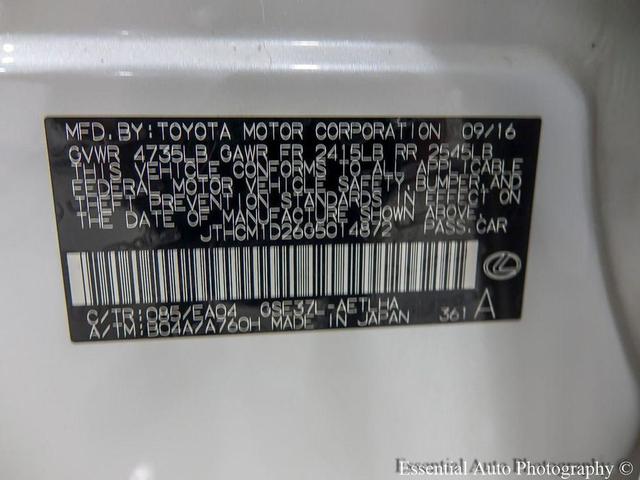 MFD. BY: TOYOTA MOTOR CORPORATION 09/16
GVWR 4735LB GAWR FR 2415LB RR 2545LB
THIS VEHICLE CONFORMS TO ALL APPLICABLE
FEDERAL MOTOR VEHICLE SAFETY, BUMPER, AND
THEFT PREVENTION STANDARDS IN EFFECT ON
THE DATE OF MANUFACTURE SHOWN ABOVE.
JTHCM1D26G5014872 PASS. CAR
C/TR: 085/EA04 GSE37L-AETLHA
A/TM: B04A/A760H MADE IN JAPAN 361 A
Essential Auto Photography (C)